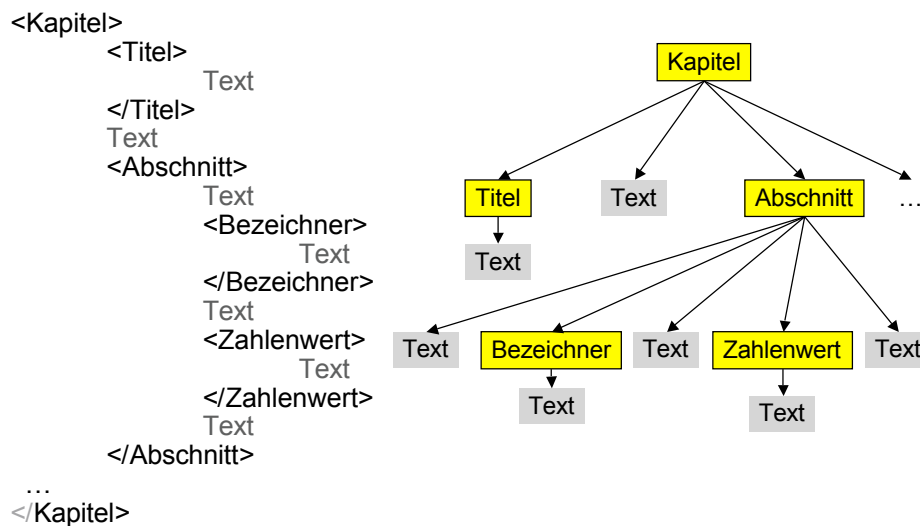 <Kapitel>
<Titel>
Text
</Titel>
Text
<Abschnitt>
Text
<Bezeichner>
Text
</Bezeichner>
Text
<Zahlenwert>
Text
</Zahlenwert>
Text
</Abschnitt>
…
</Kapitel>
Kapitel
Titel Text Abschnitt …
Text
Text Bezeichner Text Zahlenwert Text
Text Text